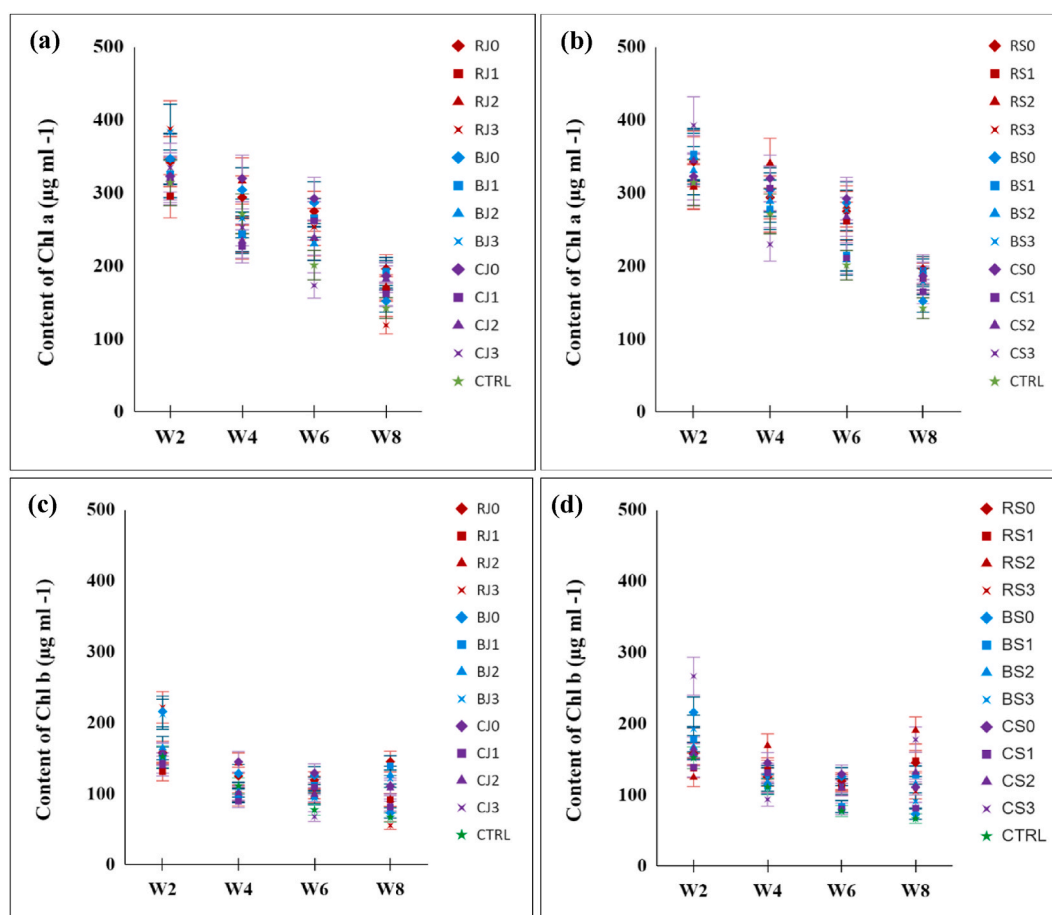 (a)
Content of Chl a (µg ml -1)
500
400
300
200
100
0
W2 W4 W6 W8
RJ0
RJ1
RJ2
RJ3
BJ0
BJ1
BJ2
BJ3
CJ0
CJ1
CJ2
CJ3
CTRL
(b)
Content of Chl a (µg ml -1)
500
400
300
200
100
0
W2 W4 W6 W8
RS0
RS1
RS2
RS3
BS0
BS1
BS2
BS3
CS0
CS1
CS2
CS3
CTRL
(c)
Content of Chl b (µg ml -1)
500
400
300
200
100
0
W2 W4 W6 W8
RJ0
RJ1
RJ2
RJ3
BJ0
BJ1
BJ2
BJ3
CJ0
CJ1
CJ2
CJ3
CTRL
(d)
Content of Chl b (µg ml -1)
500
400
300
200
100
0
W2 W4 W6 W8
RS0
RS1
RS2
RS3
BS0
BS1
BS2
BS3
CS0
CS1
CS2
CS3
CTRL